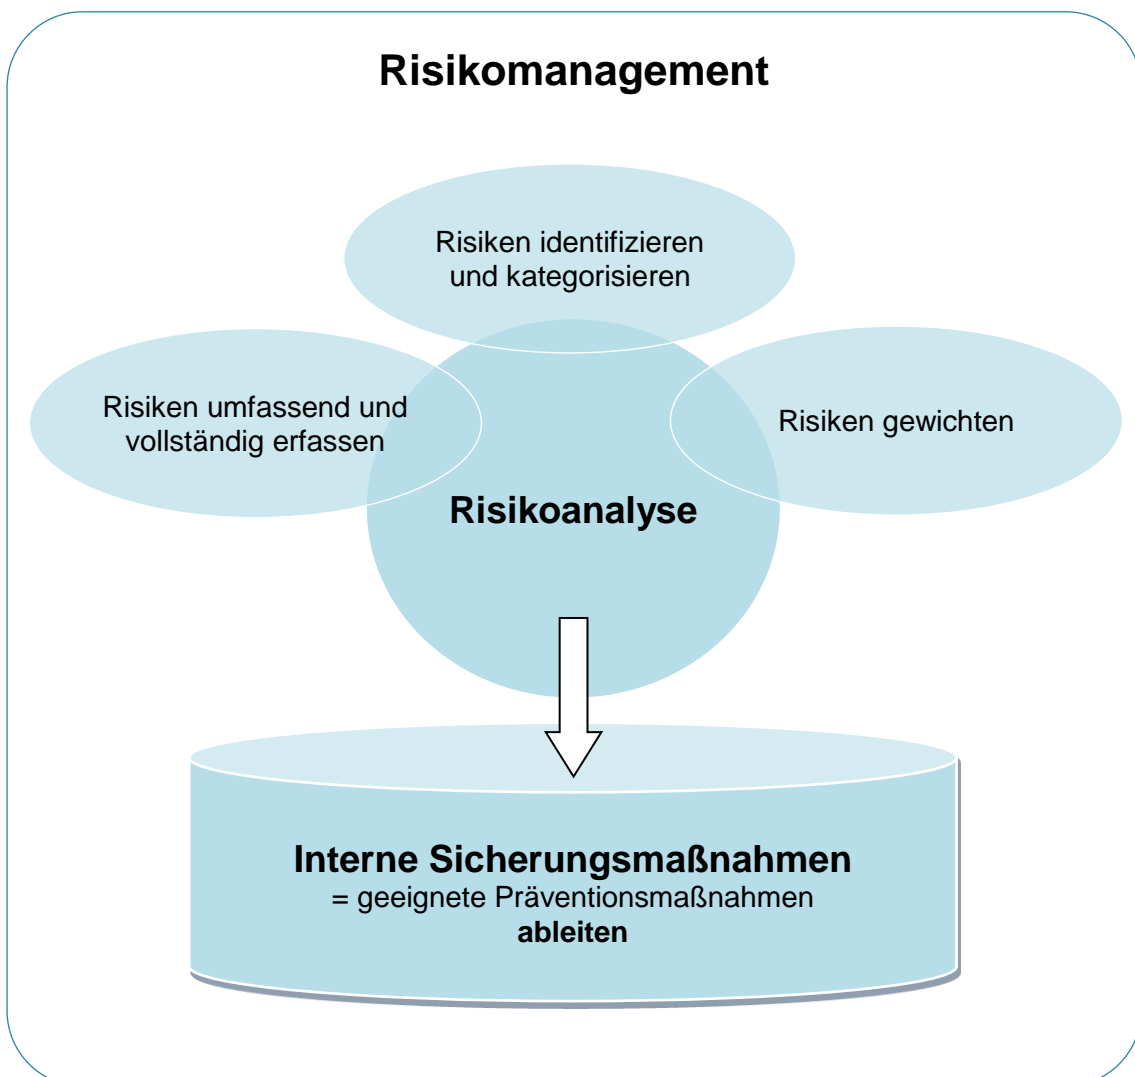 Risikomanagement
Risiken identifizieren
und kategorisieren
Risiken umfassend und
vollständig erfassen
Risiken gewichten
Risikoanalyse
Interne Sicherungsmaßnahmen
= geeignete Präventionsmaßnahmen
ableiten